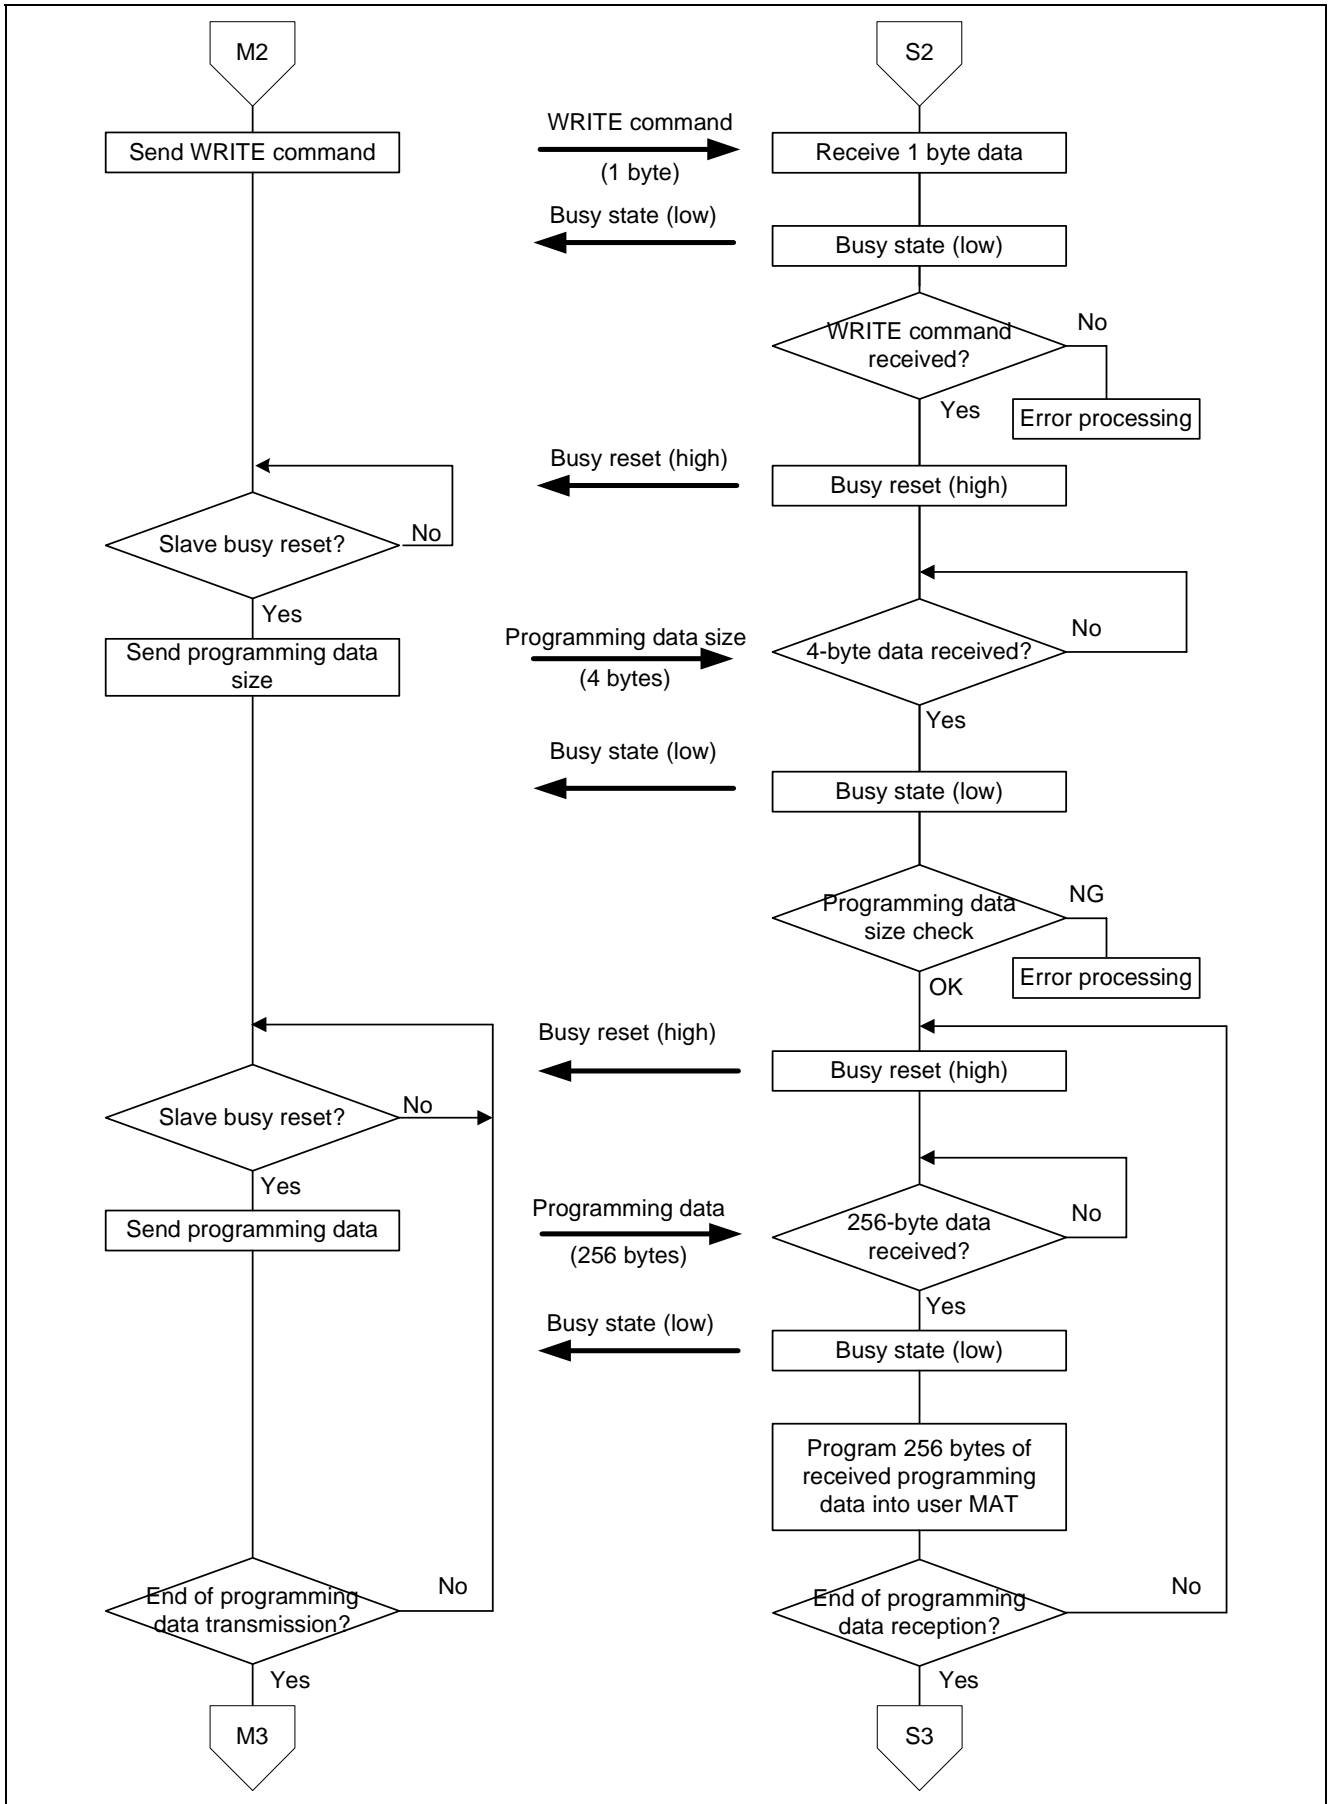 M2
S2
WRITE command
Send WRITE command
Receive 1 byte data
(1 byte)
Busy state (low)
Busy state (low)
No
WRITE command
received?
Yes
Error processing
Busy reset (high)
Busy reset (high)
No
Slave busy reset?
Yes
No
Programming data size
Send programming data
size
4-byte data received?
(4 bytes)
Yes
Busy state (low)
Busy state (low)
NG
Programming data
size check
Error processing
OK
Busy reset (high)
Busy reset (high)
No
Slave busy reset?
Yes
Programming data
No
256-byte data
received?
Send programming data
(256 bytes)
Yes
Busy state (low)
Busy state (low)
Program 256 bytes of
received programming
data into user MAT
No
No
End of programming
data transmission?
End of programming
data reception?
Yes
Yes
M3
S3